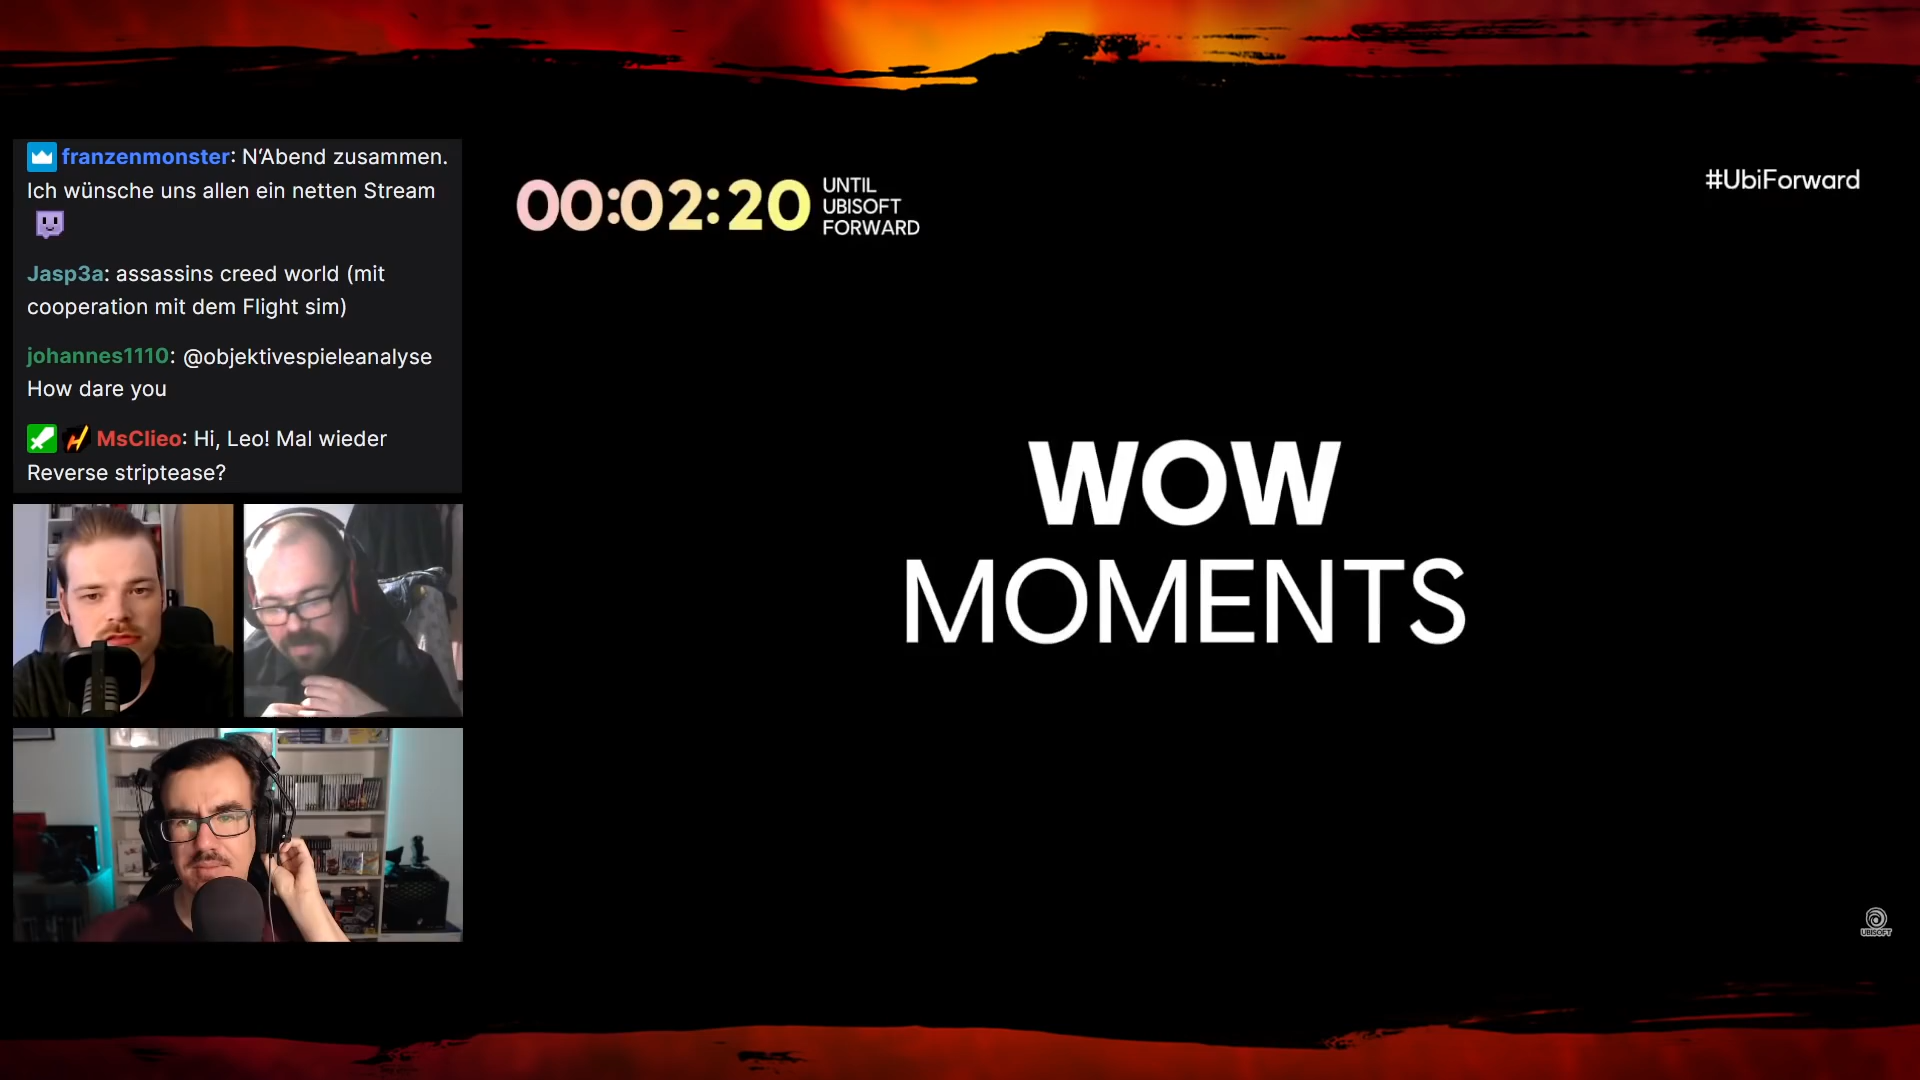 franzenmonster: N‘Abend zusammen.
Ich wünsche uns allen ein netten Stream
Jasp3a: assassins creed world (mit
cooperation mit dem Flight sim)
johannes1110: @objektivespieleanalyse
How dare you
MsClieo: Hi, Leo! Mal wieder
Reverse striptease?
00:02:20
UNTIL
UBISOFT
FORWARD
#UbiForward
WOW
MOMENTS
UBISOFT